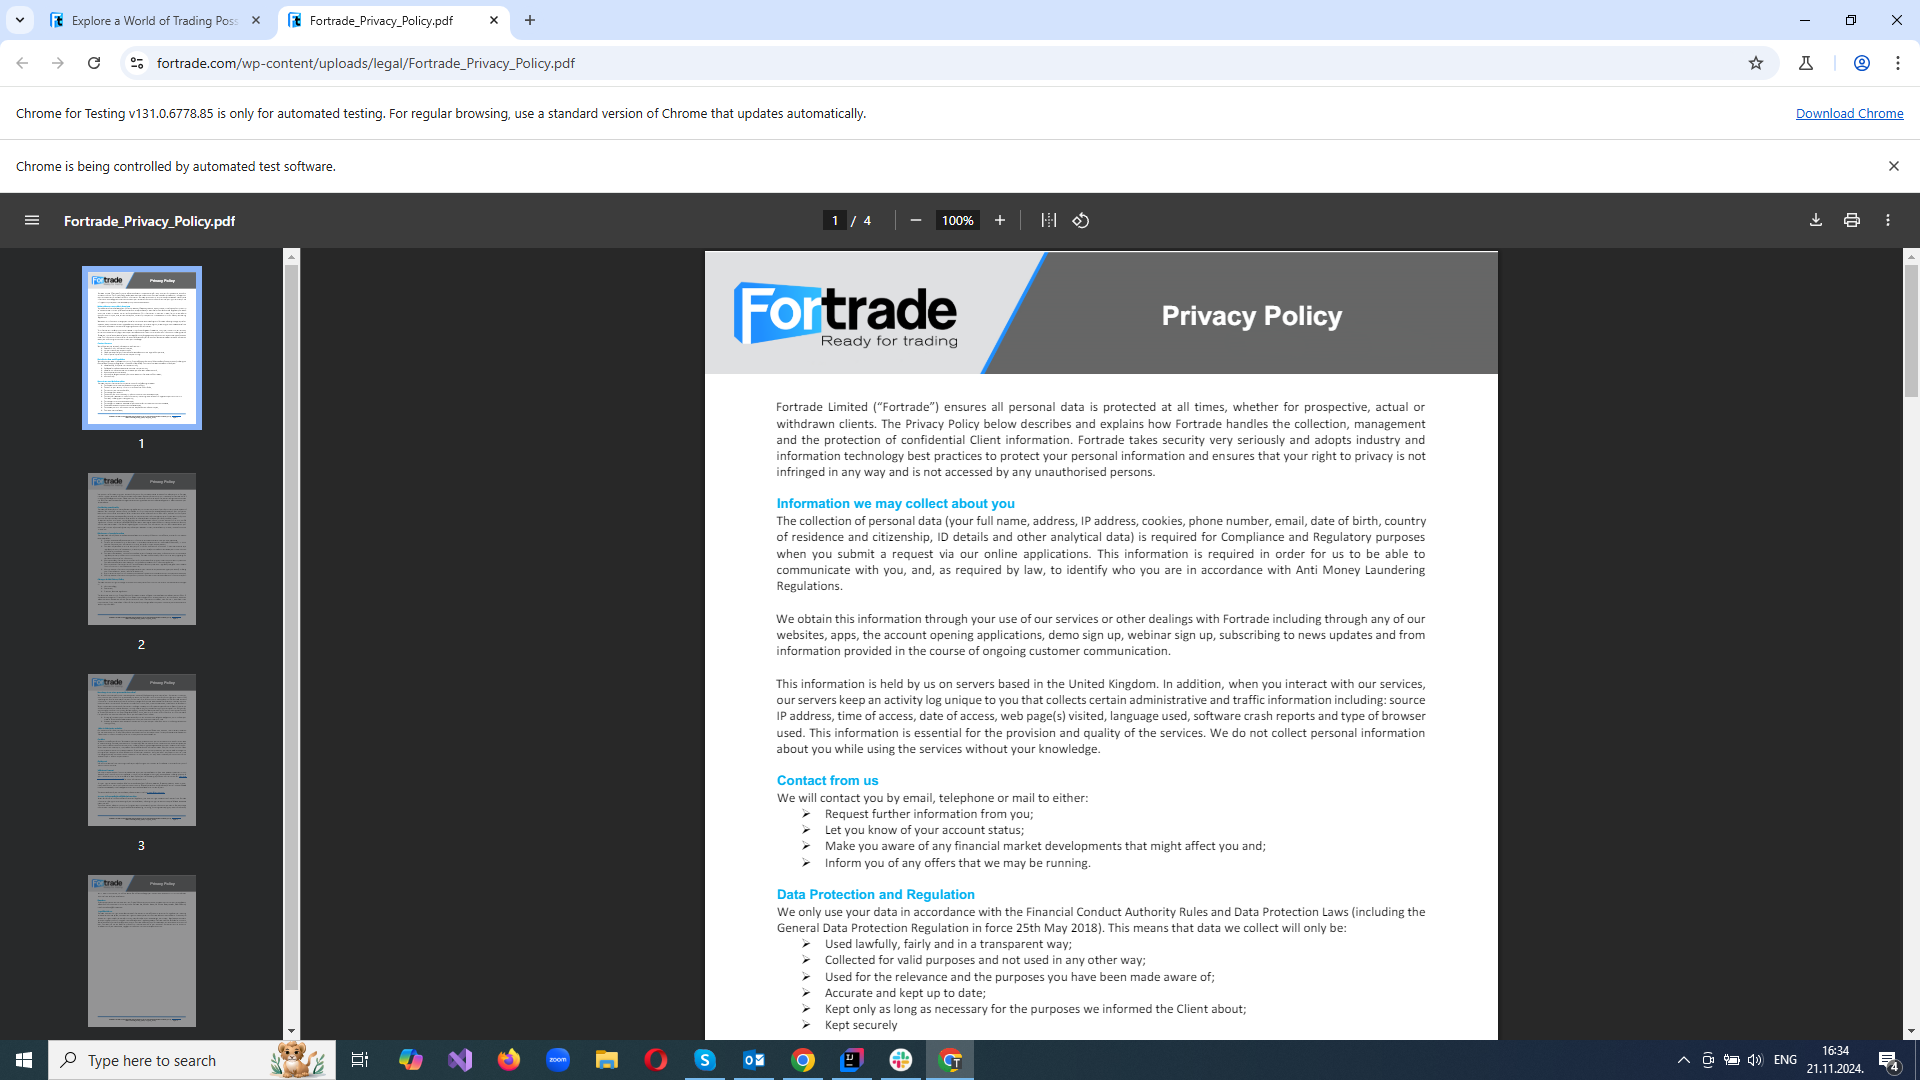 Explore a World of Trading Poss
Fortrade_Privacy_Policy.pdf
fortrade.com/wp-content/uploads/legal/Fortrade_Privacy_Policy.pdf
Chrome for Testing v131.0.6778.85 is only for automated testing. For regular browsing, use a standard version of Chrome that updates automatically.
Download Chrome
Chrome is being controlled by automated test software.
Fortrade_Privacy_Policy.pdf
1 / 4
100%
Fortrade
Ready for trading
Privacy Policy
Fortrade Limited (“Fortrade”) ensures all personal data is protected at all times, whether for prospective, actual or
withdrawn clients. The Privacy Policy below describes and explains how Fortrade handles the collection, management
and the protection of confidential Client information. Fortrade takes security very seriously and adopts industry and
information technology best practices to protect your personal information and ensures that your right to privacy is not
infringed in any way and is not accessed by any unauthorised persons.
Information we may collect about you
The collection of personal data (your full name, address, IP address, cookies, phone number, email, date of birth, country
of residence and citizenship, ID details and other analytical data) is required for Compliance and Regulatory purposes
when you submit a request via our online applications. This information is required in order for us to be able to
communicate with you, and, as required by law, to identify who you are in accordance with Anti Money Laundering
Regulations.
We obtain this information through your use of our services or other dealings with Fortrade including through any of our
websites, apps, the account opening applications, demo sign up, webinar sign up, subscribing to news updates and from
information provided in the course of ongoing customer communication.
This information is held by us on servers based in the United Kingdom. In addition, when you interact with our services,
our servers keep an activity log unique to you that collects certain administrative and traffic information including: source
IP address, time of access, date of access, web page(s) visited, language used, software crash reports and type of browser
used. This information is essential for the provision and quality of the services. We do not collect personal information
about you while using the services without your knowledge.
Contact from us
We will contact you by email, telephone or mail to either:
➢ Request further information from you;
➢ Let you know of your account status;
➢ Make you aware of any financial market developments that might affect you and;
➢ Inform you of any offers that we may be running.
Data Protection and Regulation
We only use your data in accordance with the Financial Conduct Authority Rules and Data Protection Laws (including the
General Data Protection Regulation in force 25th May 2018). This means that data we collect will only be:
➢ Used lawfully, fairly and in a transparent way;
➢ Collected for valid purposes and not used in any other way;
➢ Used for the relevance and the purposes you have been made aware of;
➢ Accurate and kept up to date;
➢ Kept only as long as necessary for the purposes we informed the Client about;
➢ Kept securely
Fortrade
Privacy Policy
1
Fortrade
Privacy Policy
2
Fortrade
Privacy Policy
3
Fortrade
Privacy Policy
Type here to search
zoom
ENG
16:34
21.11.2024.
4